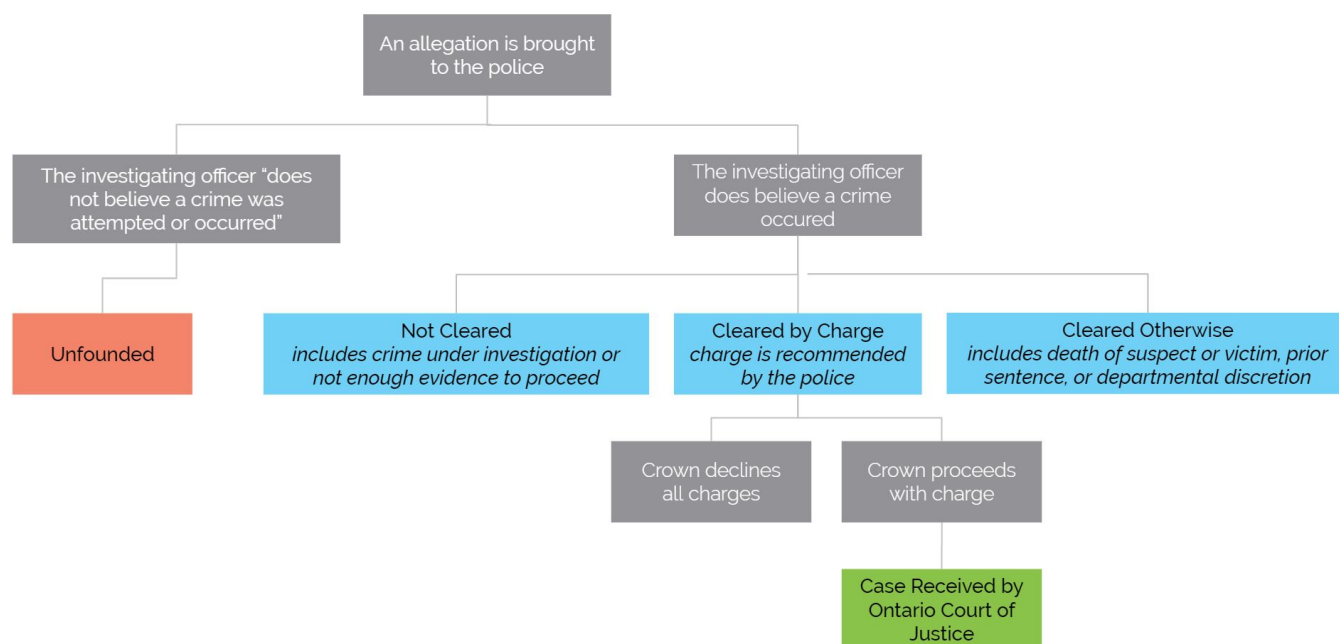 An allegation is brought
to the police
The investigating officer “does
not believe a crime was
attempted or occurred”
The investigating officer
does believe a crime
occured
Unfounded
Not Cleared
includes crime under investigation or
not enough evidence to proceed
Cleared by Charge
charge is recommended
by the police
Cleared Otherwise
includes death of suspect or victim, prior
sentence, or departmental discretion
Crown declines
all charges
Crown proceeds
with charge
Case Received by
Ontario Court of
Justice